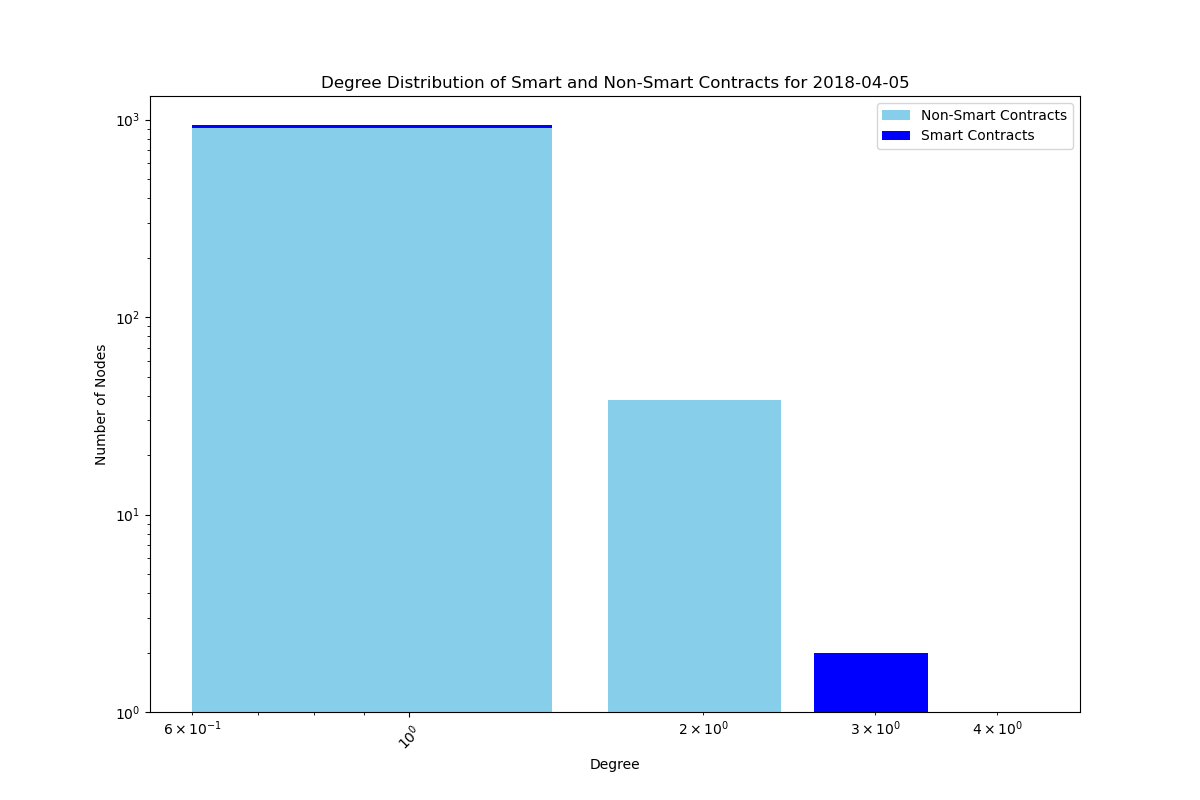 Degree Distribution of Smart and Non-Smart Contracts for 2018-04-05
Non-Smart Contracts
Smart Contracts
Number of Nodes
10³
10²
10¹
10⁰
6 × 10⁻¹
10⁰
2 × 10⁰
3 × 10⁰
4 × 10⁰
Degree